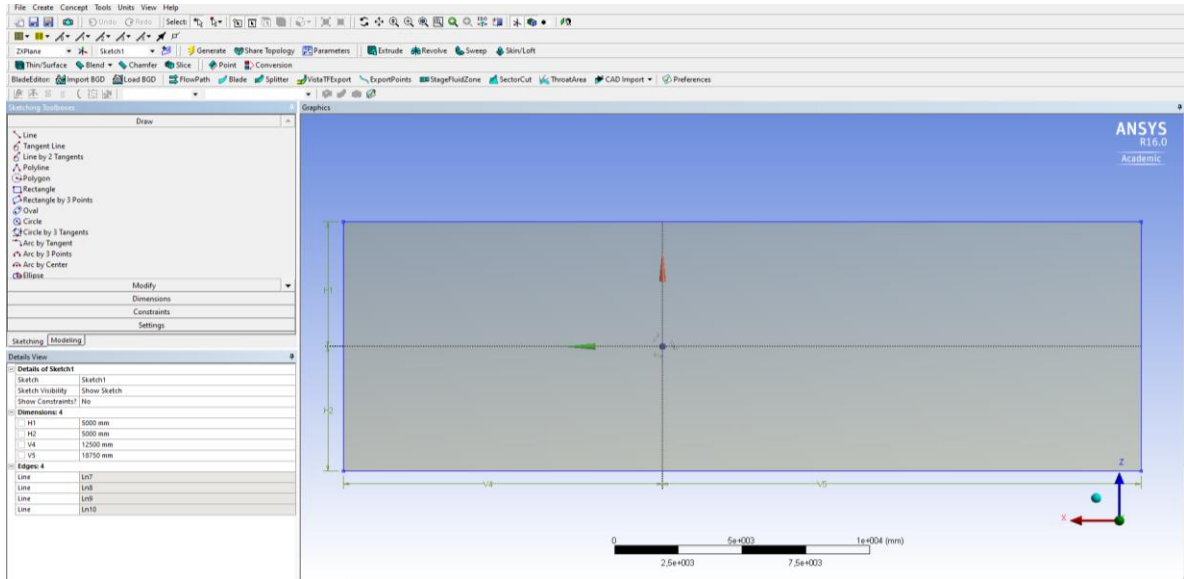 File Create Concept Tools Units View Help
Undo Redo Select:
ZXPlane Sketch1 Generate Share Topology Parameters Extrude Revolve Sweep Skin/Loft
Thin/Surface Blend Chamfer Slice Point Conversion
BladeEditor: Import BGD Load BGD FlowPath Blade Splitter VistaTFExport ExportPoints StageFluidZone SectorCut ThroatArea CAD Import Preferences
Sketching Toolboxes
Draw
Line
Tangent Line
Line by 2 Tangents
Polyline
Polygon
Rectangle
Rectangle by 3 Points
Oval
Circle
Circle by 3 Tangents
Arc by Tangent
Arc by 3 Points
Arc by Center
Ellipse
Modify
Dimensions
Constraints
Settings
Sketching Modeling
Details View
Details of Sketch1
Sketch Sketch1
Sketch Visibility Show Sketch
Show Constraints? No
Dimensions: 4
H1 5000 mm
H2 5000 mm
V4 12500 mm
V5 18750 mm
Edges: 4
Line Ln7
Line Ln8
Line Ln9
Line Ln10
Graphics
ANSYS
R16.0
Academic
H1
H2
V4 V5
Z
X
0 5e+003 1e+004 (mm)
2,5e+003 7,5e+003